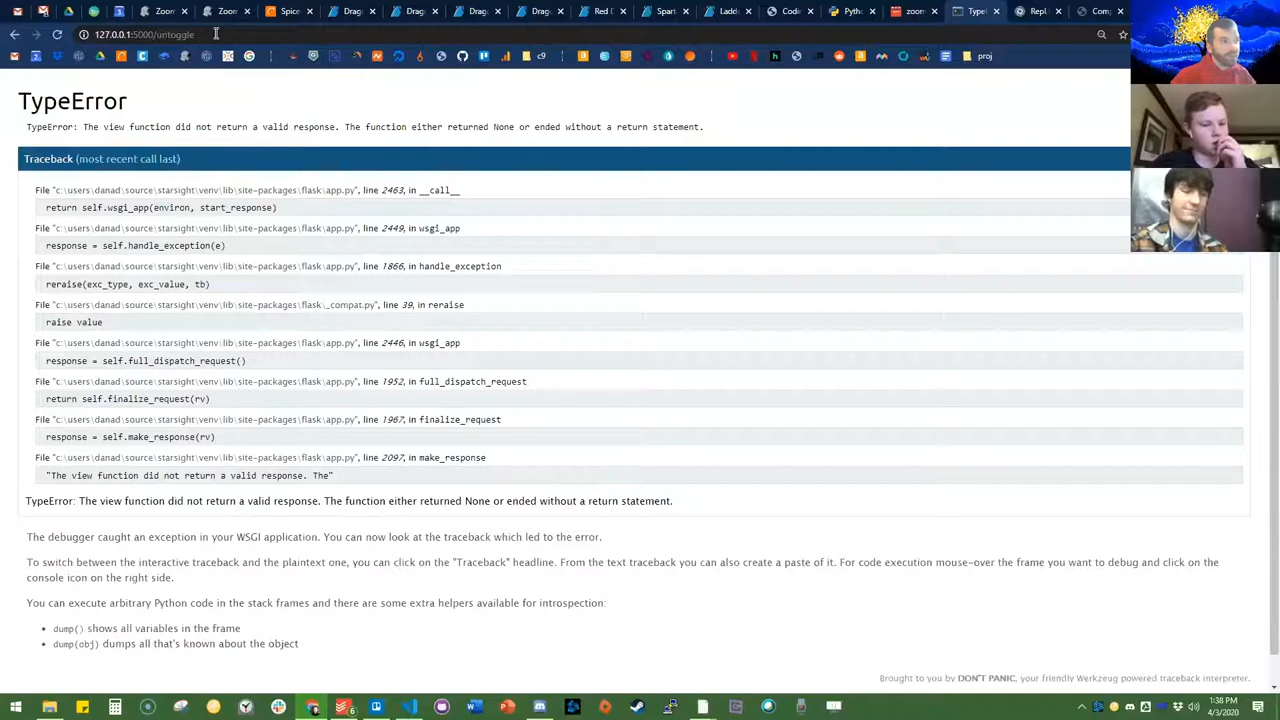 Zoom
Zoom
Spice
Drag
Drag
Drag
Drag
Red D
Spart
Ladd
Codi
Pytho
zoom
TypeE
Repl
Com
127.0.0.1:5000/untoggle
proj
TypeError
TypeError: The view function did not return a valid response. The function either returned None or ended without a return statement.
Traceback (most recent call last)
File "c:\users\danad\source\starsight\venv\lib\site-packages\flask\app.py", line 2463, in __call__
return self.wsgi_app(environ, start_response)
File "c:\users\danad\source\starsight\venv\lib\site-packages\flask\app.py", line 2449, in wsgi_app
response = self.handle_exception(e)
File "c:\users\danad\source\starsight\venv\lib\site-packages\flask\app.py", line 1866, in handle_exception
reraise(exc_type, exc_value, tb)
File "c:\users\danad\source\starsight\venv\lib\site-packages\flask\_compat.py", line 39, in reraise
raise value
File "c:\users\danad\source\starsight\venv\lib\site-packages\flask\app.py", line 2446, in wsgi_app
response = self.full_dispatch_request()
File "c:\users\danad\source\starsight\venv\lib\site-packages\flask\app.py", line 1952, in full_dispatch_request
return self.finalize_request(rv)
File "c:\users\danad\source\starsight\venv\lib\site-packages\flask\app.py", line 1967, in finalize_request
response = self.make_response(rv)
File "c:\users\danad\source\starsight\venv\lib\site-packages\flask\app.py", line 2097, in make_response
"The view function did not return a valid response. The"
TypeError: The view function did not return a valid response. The function either returned None or ended without a return statement.
The debugger caught an exception in your WSGI application. You can now look at the traceback which led to the error.
To switch between the interactive traceback and the plaintext one, you can click on the "Traceback" headline. From the text traceback you can also create a paste of it. For code execution mouse-over the frame you want to debug and click on the
console icon on the right side.
You can execute arbitrary Python code in the stack frames and there are some extra helpers available for introspection:
• dump() shows all variables in the frame
• dump(obj) dumps all that's known about the object
Brought to you by DON'T PANIC, your friendly Werkzeug powered traceback interpreter.
1:38 PM
4/3/2020